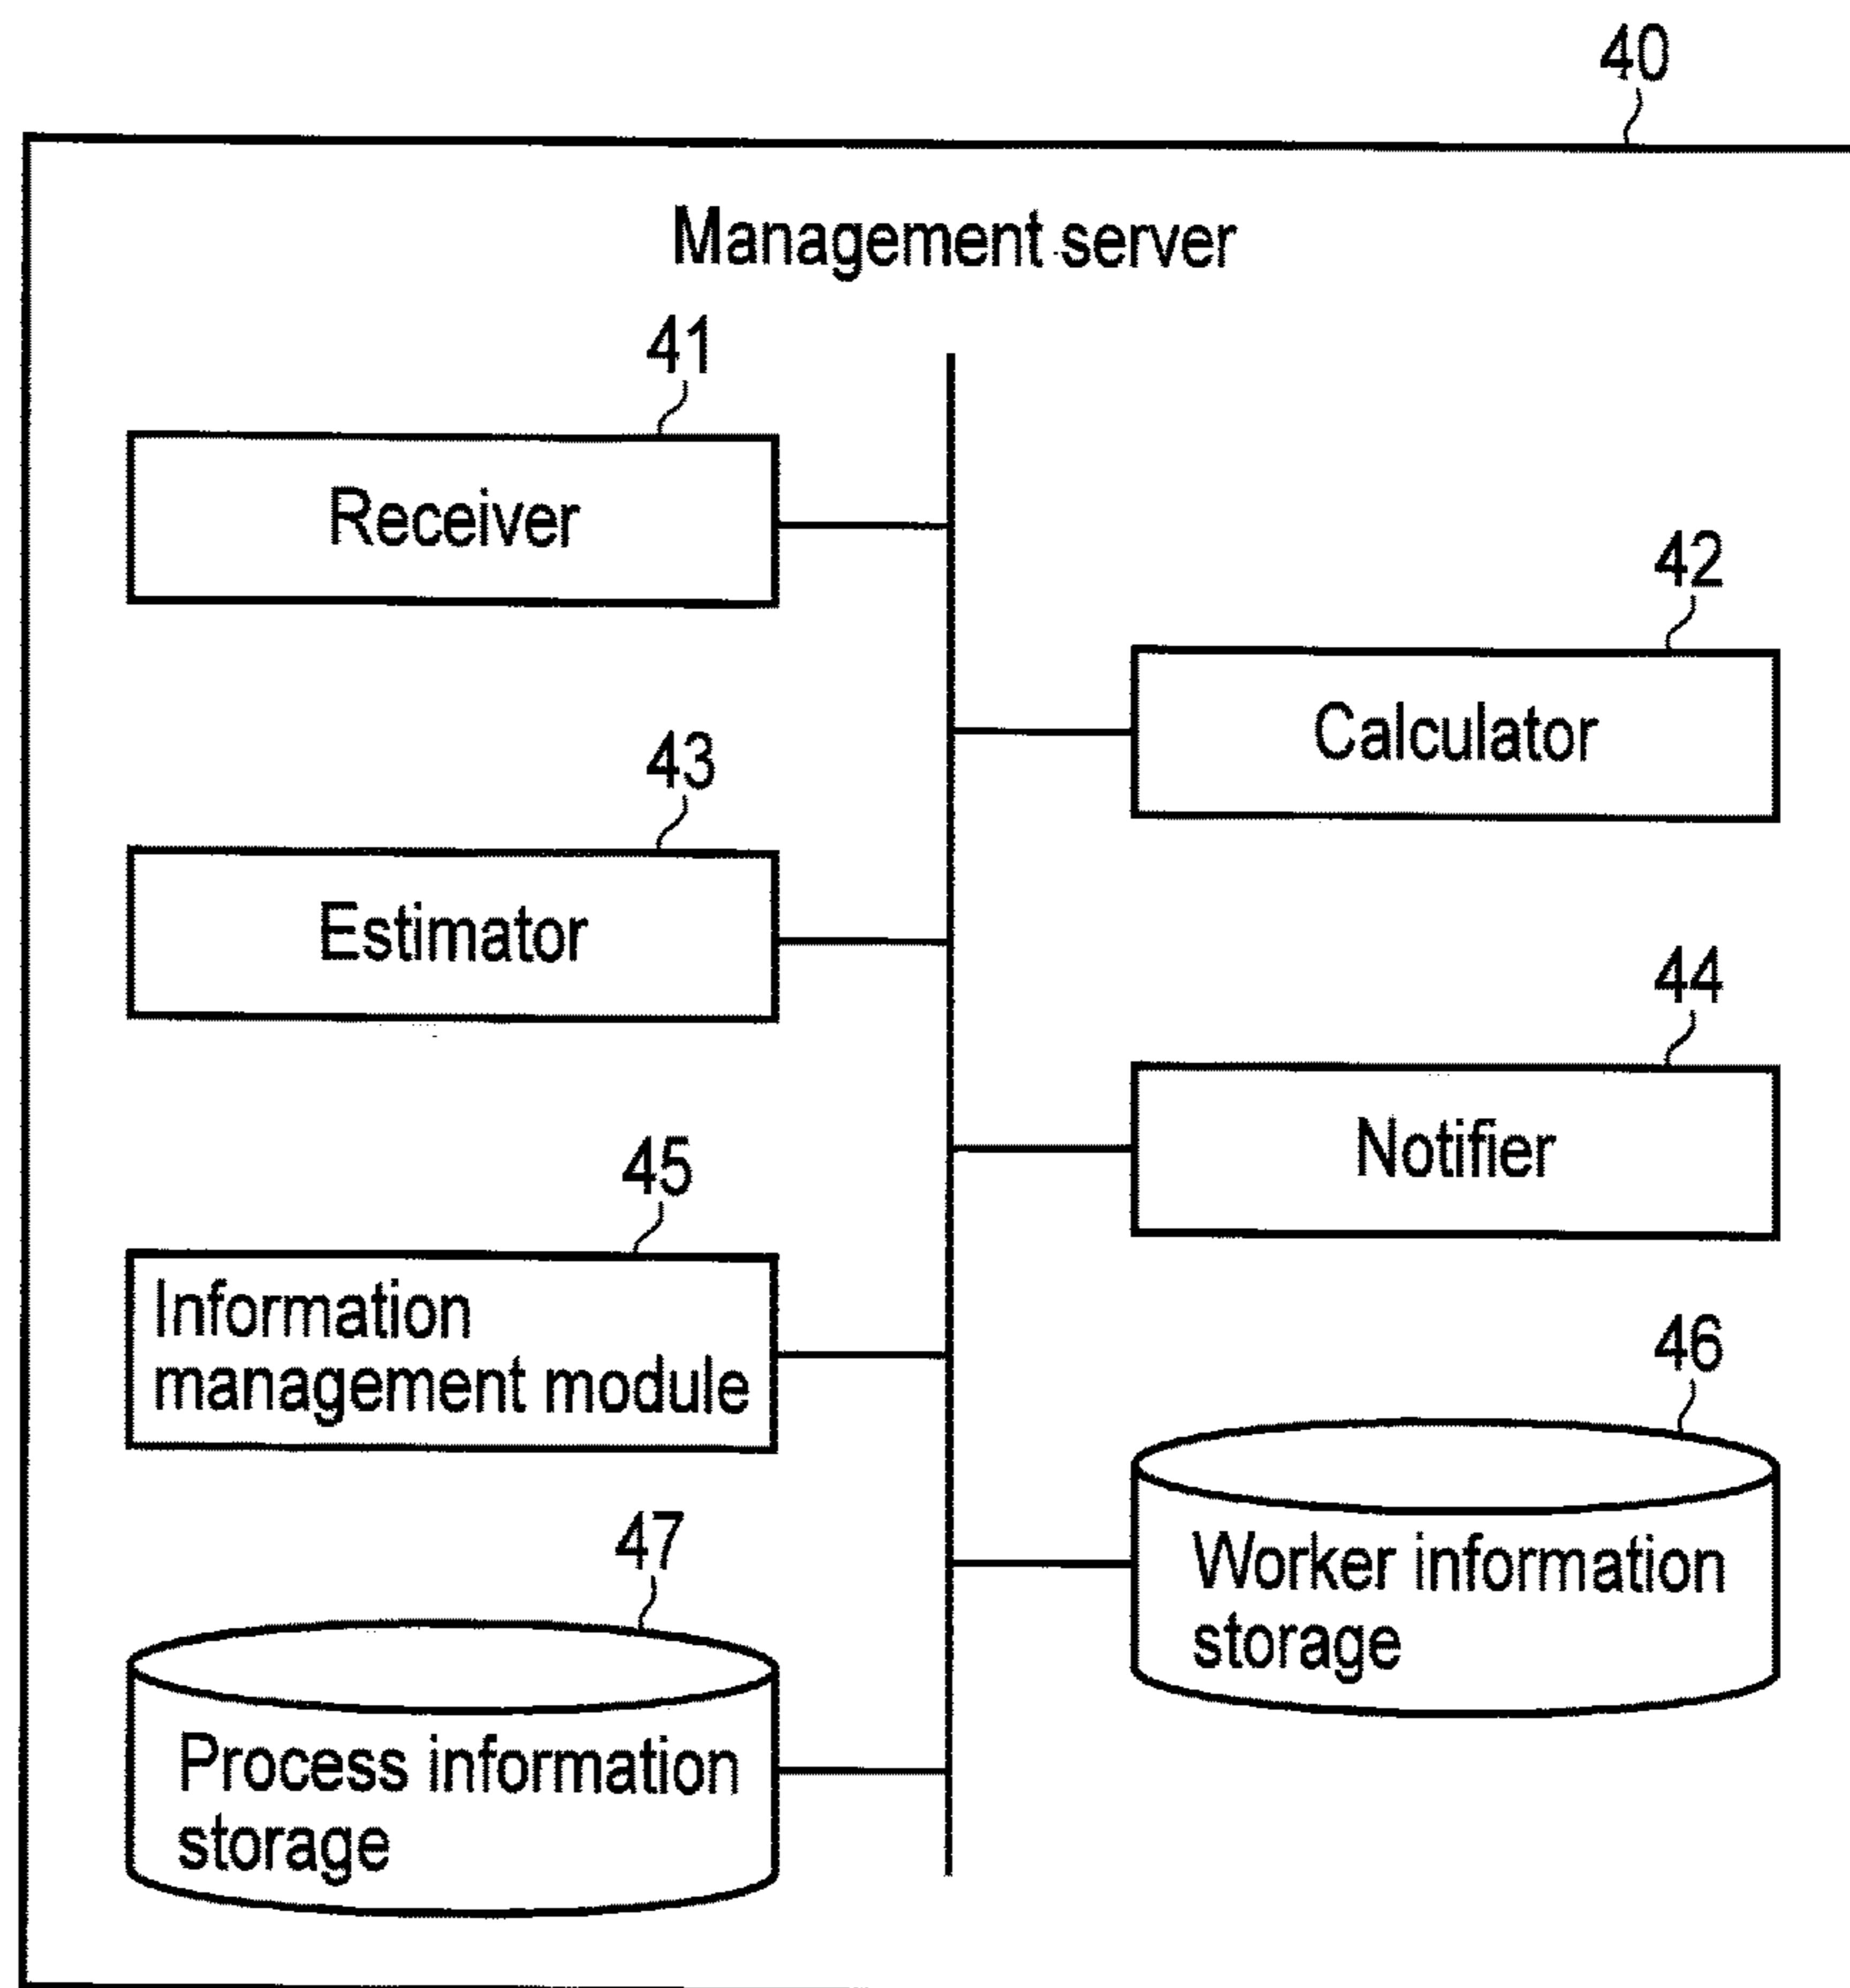 40
Management server
41
Receiver
42
Calculator
43
Estimator
44
Notifier
45
Information
management module
46
Worker information
storage
47
Process information
storage